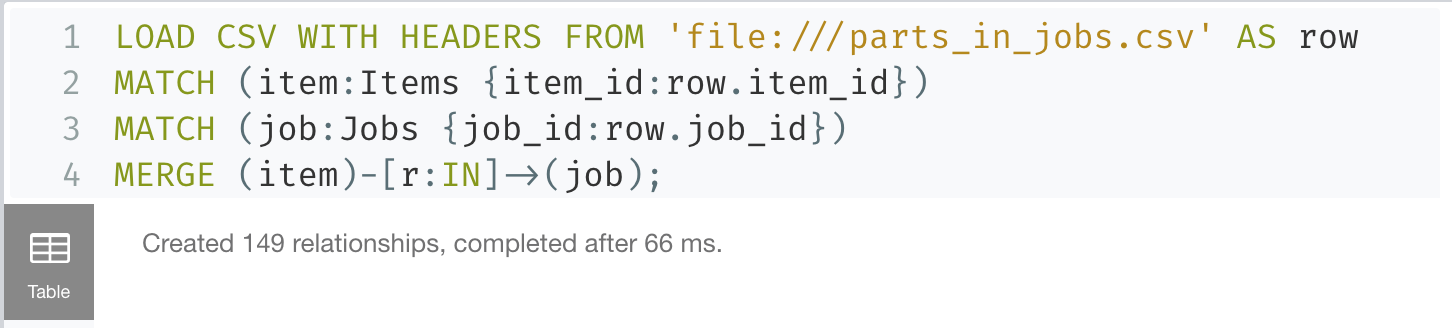 1 LOAD CSV WITH HEADERS FROM 'file:///parts_in_jobs.csv' AS row
2 MATCH (item:Items {item_id:row.item_id})
3 MATCH (job:Jobs {job_id:row.job_id})
4 MERGE (item)-[r:IN]->(job);
Created 149 relationships, completed after 66 ms.
Table